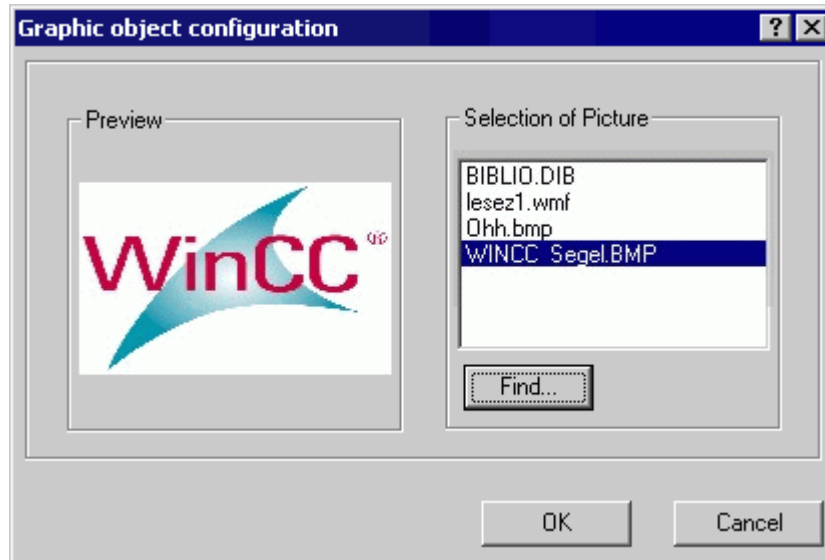 Graphic object configuration
Preview
WinCC®
Selection of Picture
BIBLIO.DIB
lesez1.wmf
Ohh.bmp
WINCC Segel.BMP
Find...
OK
Cancel